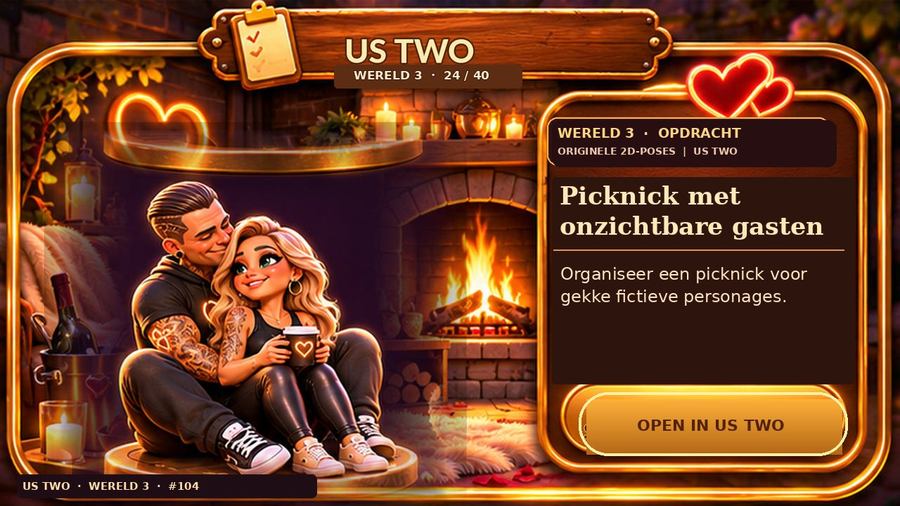 US TWO
WERELD 3 · 24 / 40
WERELD 3 · OPDRACHT
ORIGINELE 2D-POSES | US TWO
Picknick met
onzichtbare gasten
Organiseer een picknick voor
gekke fictieve personages.
OPEN IN US TWO
US TWO · WERELD 3 · #104